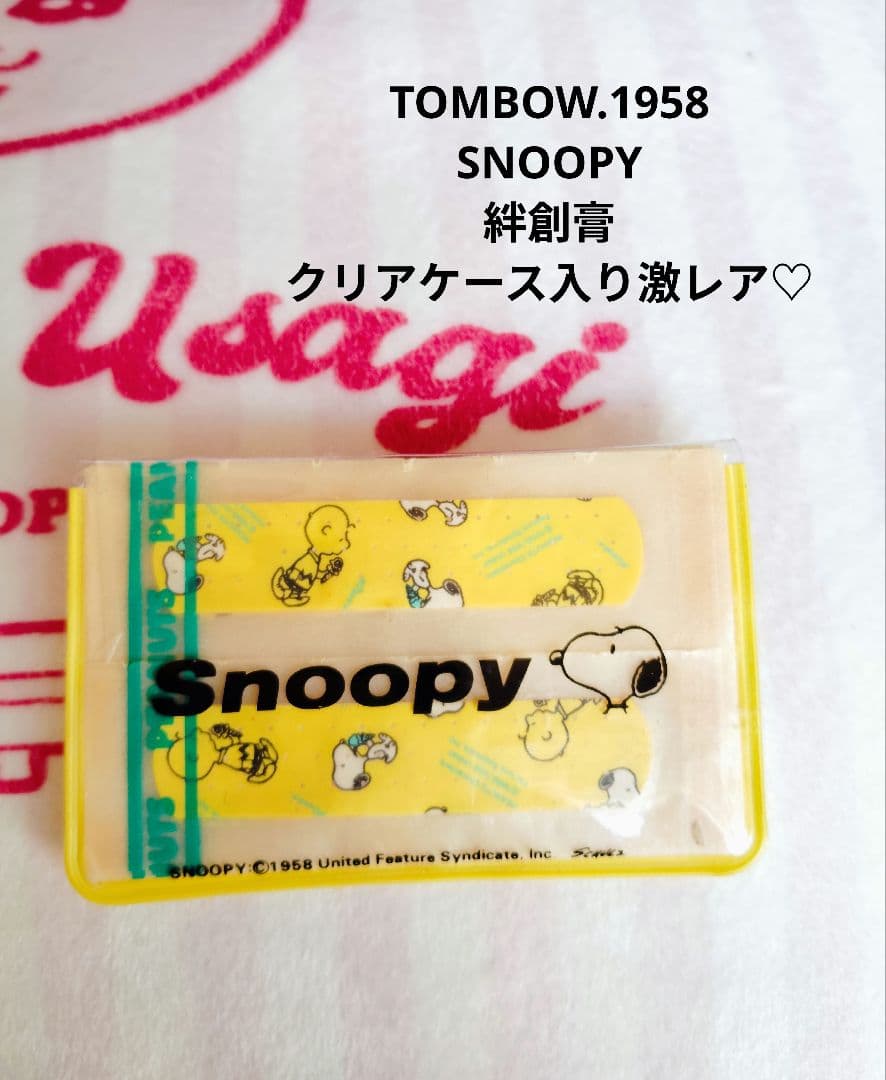 TOMBOW.1958
SNOOPY
絆創膏
クリアケース入り激レア♡
Usagi
OP
PEANUTS
Snoopy
SNOOPY:©1958 United Feature Syndicate, Inc